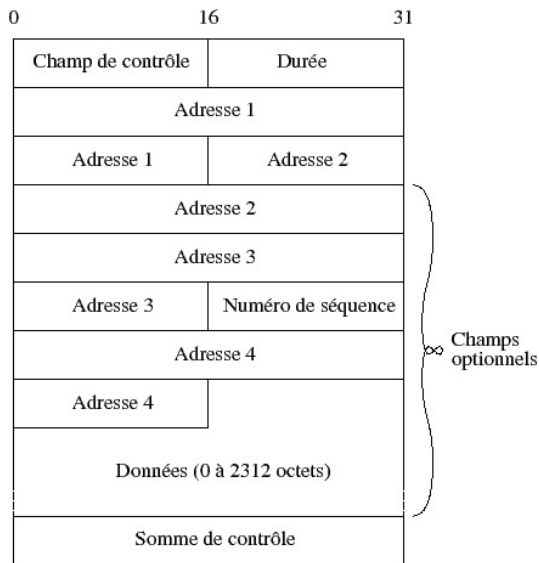 0 16 31
Champ de contrôle Durée
Adresse 1
Adresse 1 Adresse 2
Adresse 2
Adresse 3
Adresse 3 Numéro de séquence
Adresse 4
Champs
optionnels
Adresse 4
Données (0 à 2312 octets)
Somme de contrôle